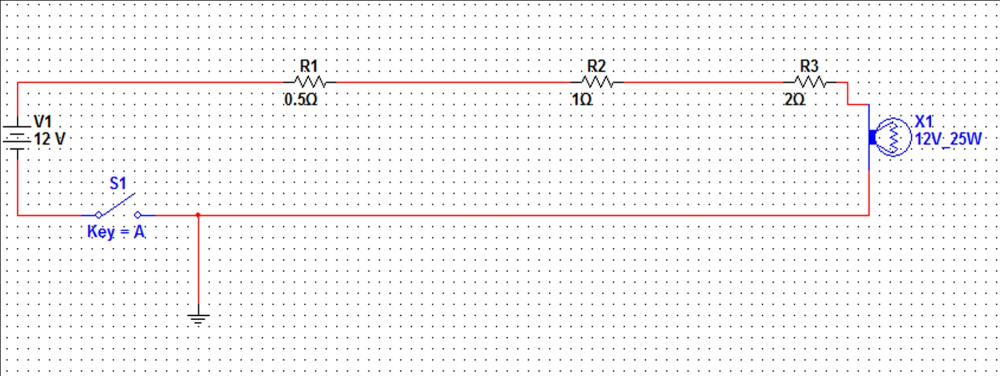 R1
0.5Ω
R2
1Ω
R3
2Ω
V1
12 V
X1
12V_25W
S1
Key = A